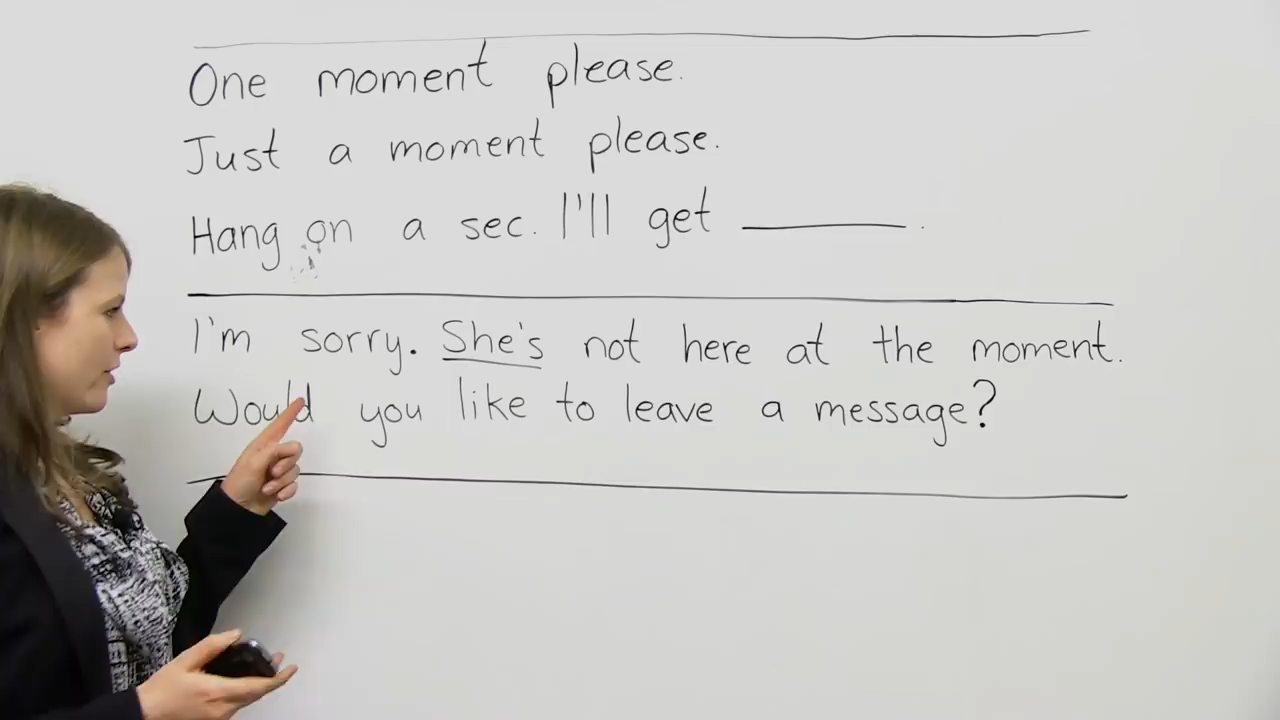 One moment please.
Just a moment please.
Hang on a sec. I'll get ________.
I'm sorry. She's not here at the moment.
Would you like to leave a message?